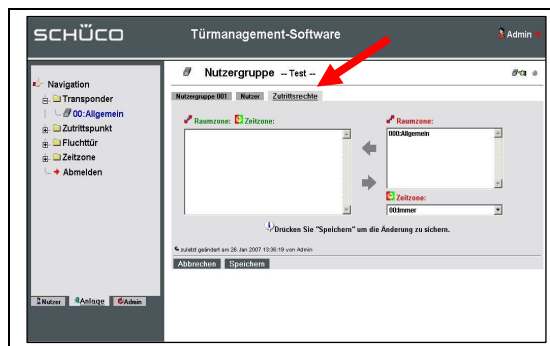 SCHÜCO
Türmanagement-Software
Admin
Navigation
Transponder
00:Allgemein
Zutrittspunkt
Fluchttür
Zeitzone
Abmelden
Nutzer Anlage Admin
Nutzergruppe -- Test --
Nutzergruppe 001 Nutzer Zutrittsrechte
Raumzone: Zeitzone:
Raumzone:
000:Allgemein
Zeitzone:
00:Immer
Drücken Sie "Speichern" um die Änderung zu sichern.
zuletzt geändert am 26. Jan 2007 13:36:19 von Admin
Abbrechen Speichern